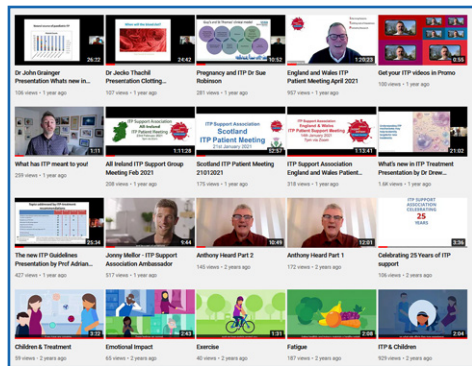 26:22
24:42
10:52
1:20:23
0:55
Dr John Grainger
Presentation Whats new in...
106 views • 1 year ago
Dr Jecko Thachil
Presentation Clotting...
107 views • 1 year ago
Pregnancy and ITP Dr Sue
Robinson
281 views • 1 year ago
England and Wales ITP
Patient Meeting April 2021
957 views • 1 year ago
Get your ITP videos in Promo
100 views • 1 year ago
ITP Support Association
All Ireland
ITP Patient Meeting
ITP Support Association
Scotland
ITP Patient Meeting
21st January 2021
ITP Support Association
England & Wales
ITP Patient Support Meeting
1:11:28
52:57
1:13:41
21:02
What has ITP meant to you!
259 views • 1 year ago
All Ireland ITP Support Group
Meeting Feb 2021
208 views • 1 year ago
Scotland ITP Patient Meeting
21012021
175 views • 1 year ago
ITP Support Association
England and Wales Patient...
318 views • 1 year ago
What's new in ITP Treatment
Presentation by Dr Drew...
1.6K views • 1 year ago
ITP SUPPORT
ASSOCIATION
CELEBRATING
25
YEARS
25:34
9:44
10:49
12:01
3:36
The new ITP Guidelines
Presentation by Prof Adrian...
427 views • 1 year ago
Jonny Mellor - ITP Support
Association Ambassador
517 views • 1 year ago
Anthony Heard Part 2
145 views • 2 years ago
Anthony Heard Part 1
172 views • 2 years ago
Celebrating 25 Years of ITP
support
106 views • 2 years ago
3:22
2:43
1:31
2:08
2:04
Children & Treatment
59 views • 2 years ago
Emotional Impact
65 views • 2 years ago
Exercise
40 views • 2 years ago
Fatigue
187 views • 2 years ago
ITP & Children
929 views • 2 years ago